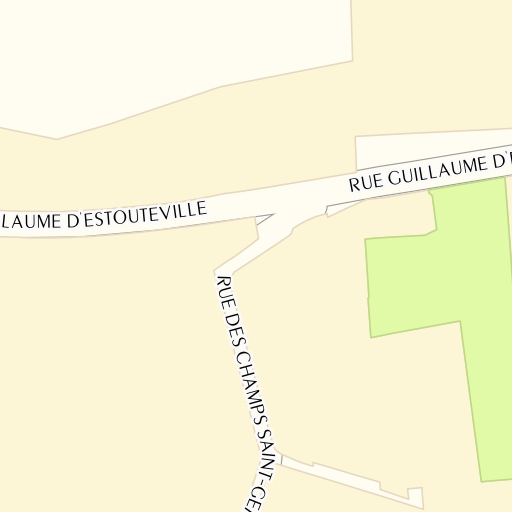 RUE GUILLAUME D'E
LAUME D'ESTOUTEVILLE
RUE DES CHAMPS SAINT-GE